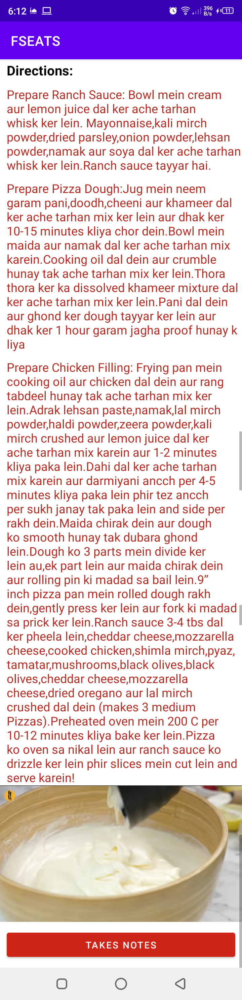 6:12
396
B/s
11
FSEATS
Directions:
Prepare Ranch Sauce: Bowl mein cream
aur lemon juice dal ker ache tarhan
whisk ker lein. Mayonnaise,kali mirch
powder,dried parsley,onion powder,lehsan
powder,namak aur soya dal ker ache tarhan
whisk ker lein.Ranch sauce tayyar hai.
Prepare Pizza Dough:Jug mein neem
garam pani,doodh,cheeni aur khameer dal
ker ache tarhan mix ker lein aur dhak ker
10-15 minutes kliya chor dein.Bowl mein
maida aur namak dal ker ache tarhan mix
karein.Cooking oil dal dein aur crumble
hunay tak ache tarhan mix ker lein.Thora
thora ker ka dissolved khameer mixture dal
ker ache tarhan mix ker lein.Pani dal dein
aur ghond ker dough tayyar ker lein aur
dhak ker 1 hour garam jagha proof hunay k
liya
Prepare Chicken Filling: Frying pan mein
cooking oil aur chicken dal dein aur rang
tabdeel hunay tak ache tarhan mix ker
lein.Adrak lehsan paste,namak,lal mirch
powder,haldi powder,zeera powder,kali
mirch crushed aur lemon juice dal ker
ache tarhan mix karein aur 1-2 minutes
kliya paka lein.Dahi dal ker ache tarhan
mix karein aur darmiyani ancch per 4-5
minutes kliya paka lein phir tez ancch
per sukh janay tak paka lein and side per
rakh dein.Maida chirak dein aur dough
ko smooth hunay tak dubara ghond
lein.Dough ko 3 parts mein divide ker
lein au,ek part lein aur maida chirak dein
aur rolling pin ki madad sa bail lein.9”
inch pizza pan mein rolled dough rakh
dein,gently press ker lein aur fork ki madad
sa prick ker lein.Ranch sauce 3-4 tbs dal
ker pheela lein,cheddar cheese,mozzarella
cheese,cooked chicken,shimla mirch,pyaz,
tamatar,mushrooms,black olives,black
olives,cheddar cheese,mozzarella
cheese,dried oregano aur lal mirch
crushed dal dein (makes 3 medium
Pizzas).Preheated oven mein 200 C per
10-12 minutes kliya bake ker lein.Pizza
ko oven sa nikal lein aur ranch sauce ko
drizzle ker lein phir slices mein cut lein and
serve karein!
TAKES NOTES